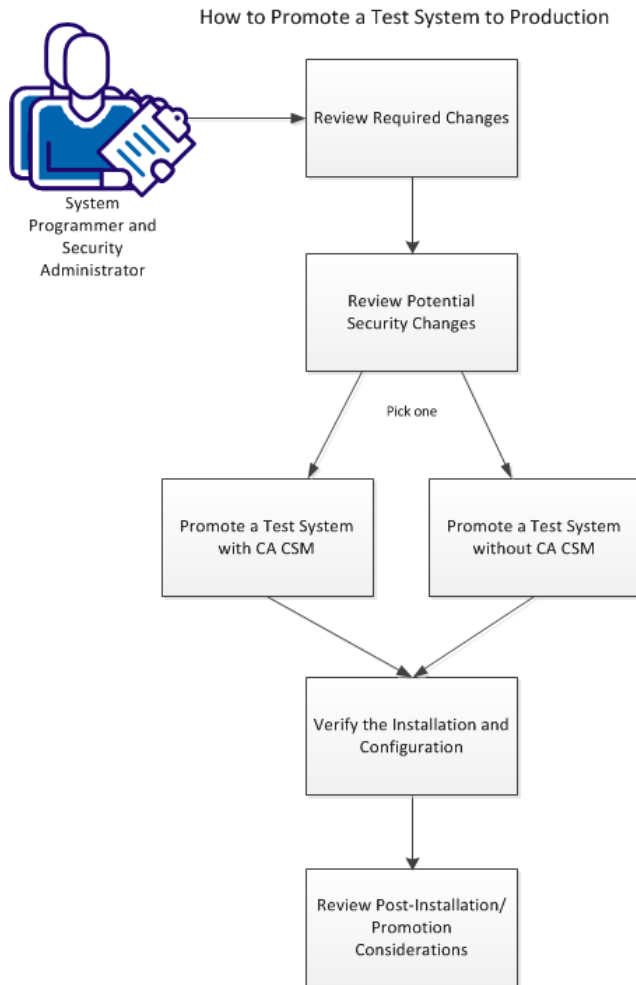 How to Promote a Test System to Production
Review Required Changes
System
Programmer and
Security
Administrator
Review Potential
Security Changes
Pick one
Promote a Test System
with CA CSM
Promote a Test System
without CA CSM
Verify the Installation and
Configuration
Review Post-Installation/
Promotion
Considerations